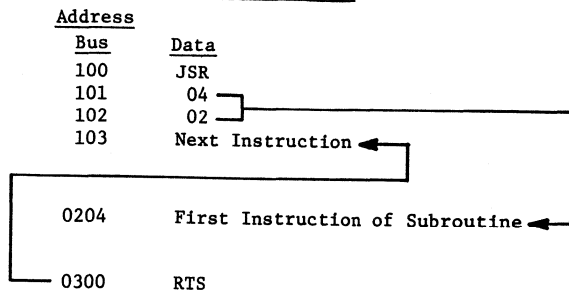 Address
Bus Data
100 JSR
101 04
102 02
103 Next Instruction
0204 First Instruction of Subroutine
0300 RTS